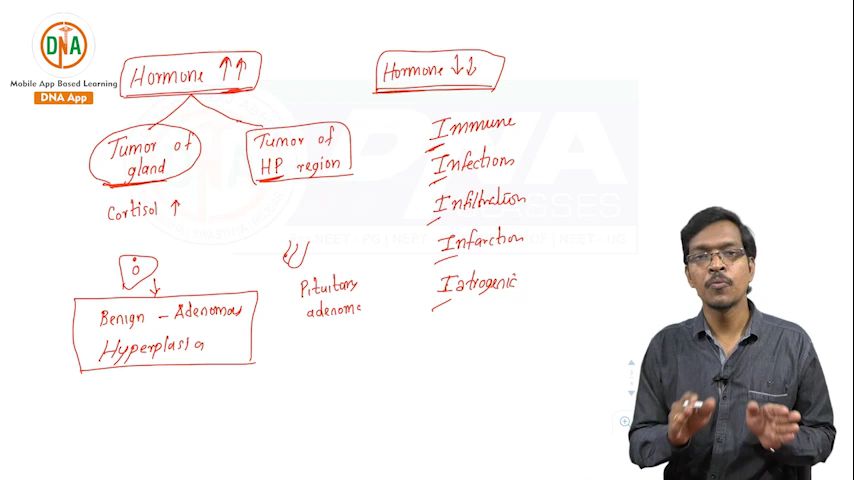 DNA
Mobile App Based Learning
DNA App
Hormone ↑↑
Tumor of
gland
Tumor of
HP region
Cortisol ↑
Benign - Adenomas
Hyperplasia
Pituitary
adenome
Hormone ↓↓
Immune
Infections
Infiltration
Infarction
Iatrogenic